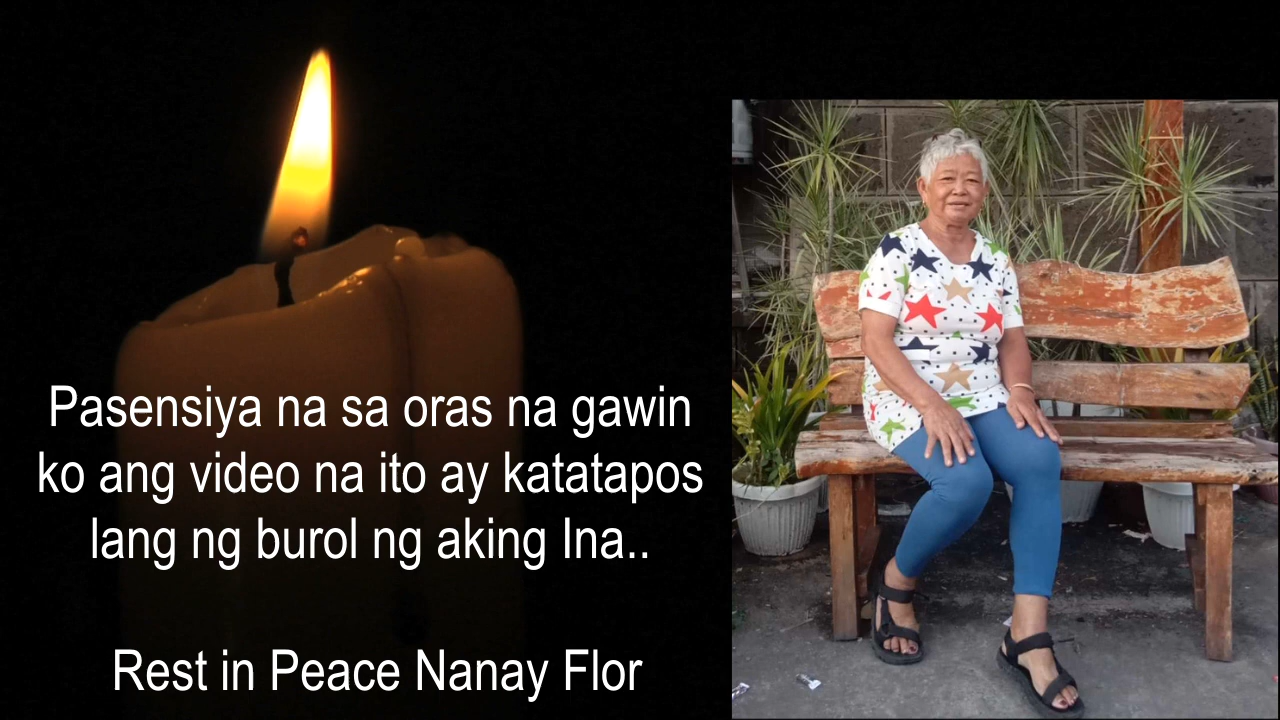 Pasensiya na sa oras na gawin
ko ang video na ito ay katatapos
lang ng burol ng aking Ina..
Rest in Peace Nanay Flor